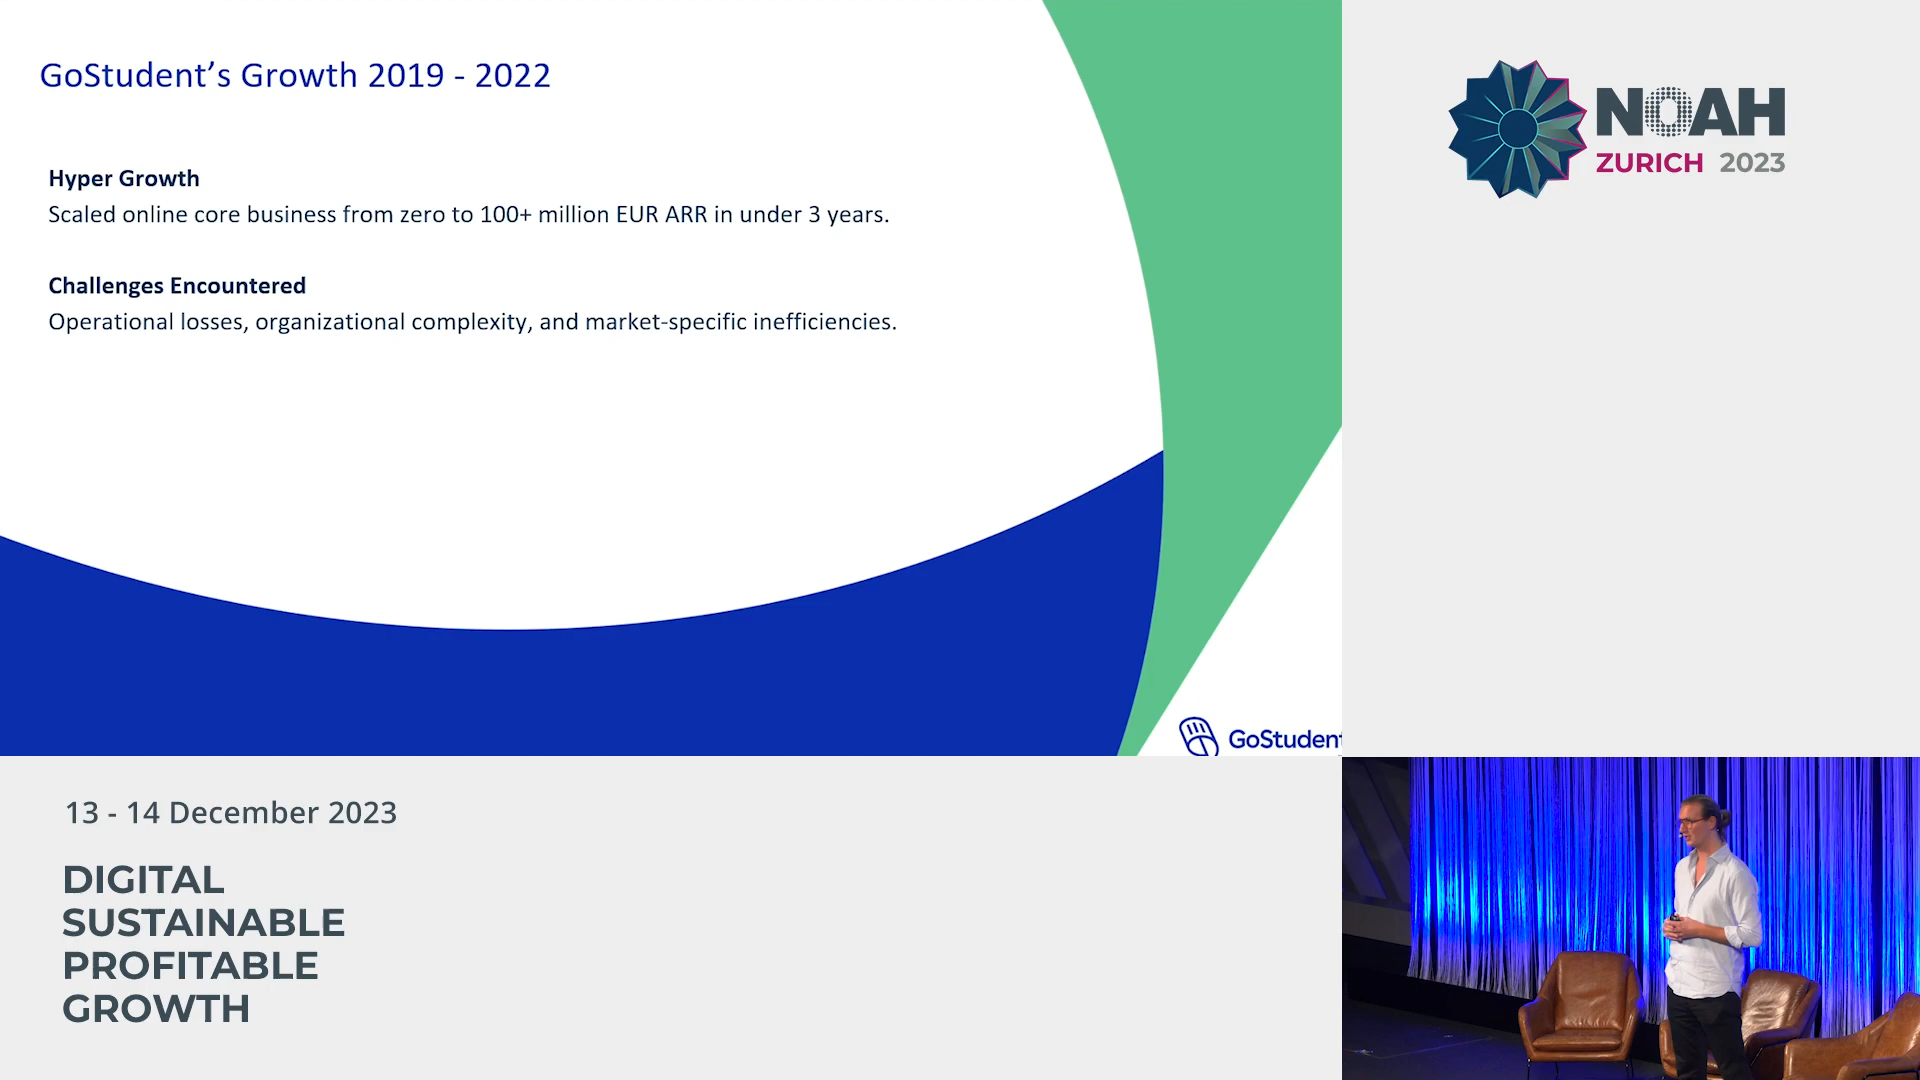 GoStudent’s Growth 2019 - 2022
Hyper Growth
Scaled online core business from zero to 100+ million EUR ARR in under 3 years.
Challenges Encountered
Operational losses, organizational complexity, and market-specific inefficiencies.
GoStudent
NOAH
ZURICH 2023
13 - 14 December 2023
DIGITAL
SUSTAINABLE
PROFITABLE
GROWTH